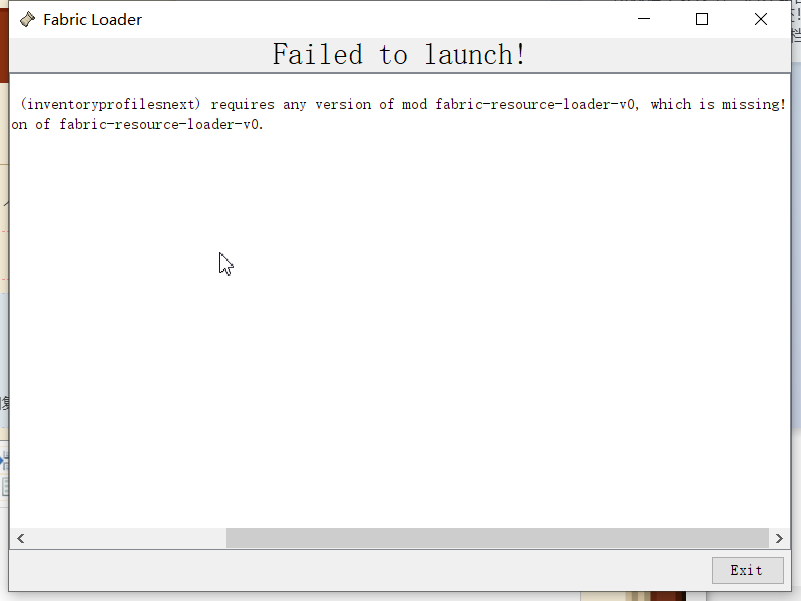 Fabric Loader
Failed to launch!
(inventoryprofilesnext) requires any version of mod fabric-resource-loader-v0, which is missing!
on of fabric-resource-loader-v0.
Exit